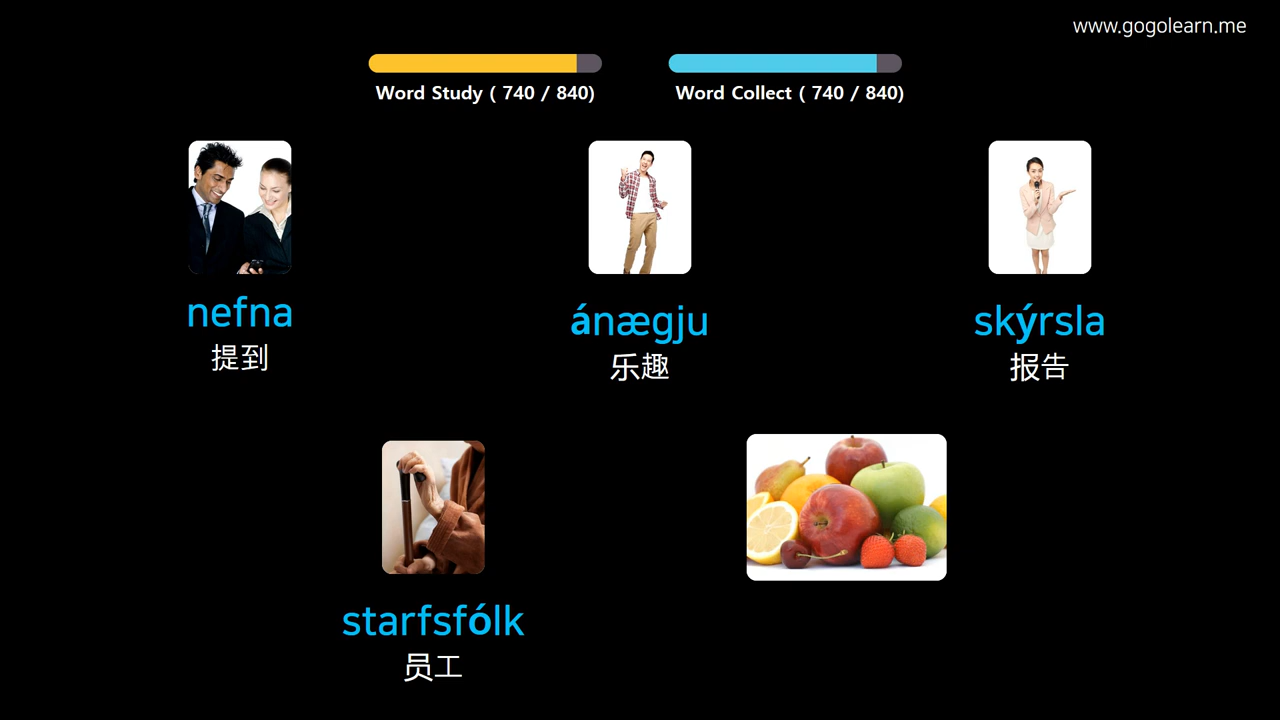 www.gogolearn.me
Word Study ( 740 / 840)
Word Collect ( 740 / 840)
nefna
提到
ánægju
乐趣
skýrsla
报告
starfsfólk
员工